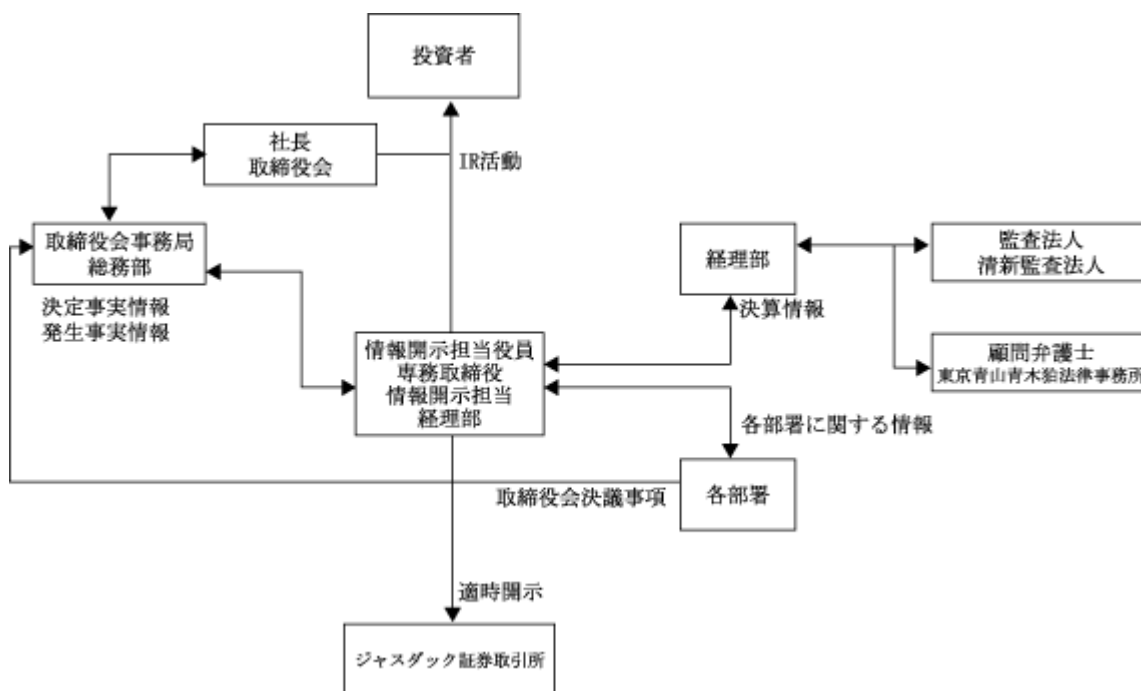 投資者
社長
取締役会
IR活動
取締役会事務局
総務部
決定事実情報
発生事実情報
経理部
監査法人
清新監査法人
決算情報
顧問弁護士
東京青山青木狛法律事務所
情報開示担当役員
専務取締役
情報開示担当
経理部
各部署に関する情報
取締役会決議事項
各部署
適時開示
ジャスダック証券取引所